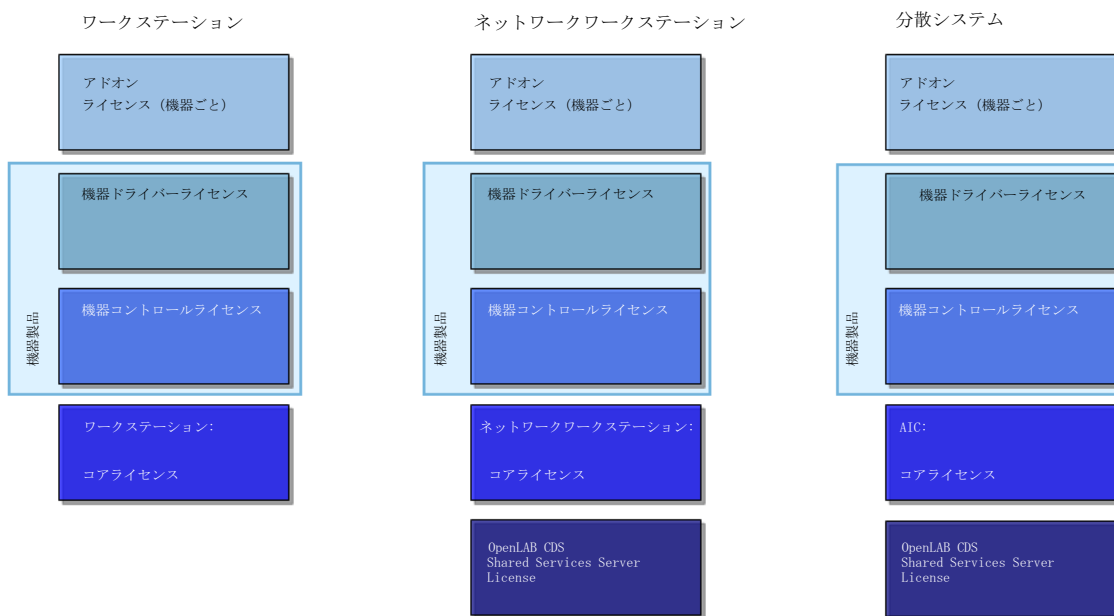 ワークステーション
アドオン
ライセンス (機器ごと)
機器ドライバーライセンス
機器コントロールライセンス
機器製品
ワークステーション:
コアライセンス
ネットワークワークステーション
アドオン
ライセンス (機器ごと)
機器ドライバーライセンス
機器コントロールライセンス
機器製品
ネットワークワークステーション:
コアライセンス
OpenLAB CDS
Shared Services Server
License
分散システム
アドオン
ライセンス (機器ごと)
機器ドライバーライセンス
機器コントロールライセンス
機器製品
AIC:
コアライセンス
OpenLAB CDS
Shared Services Server
License